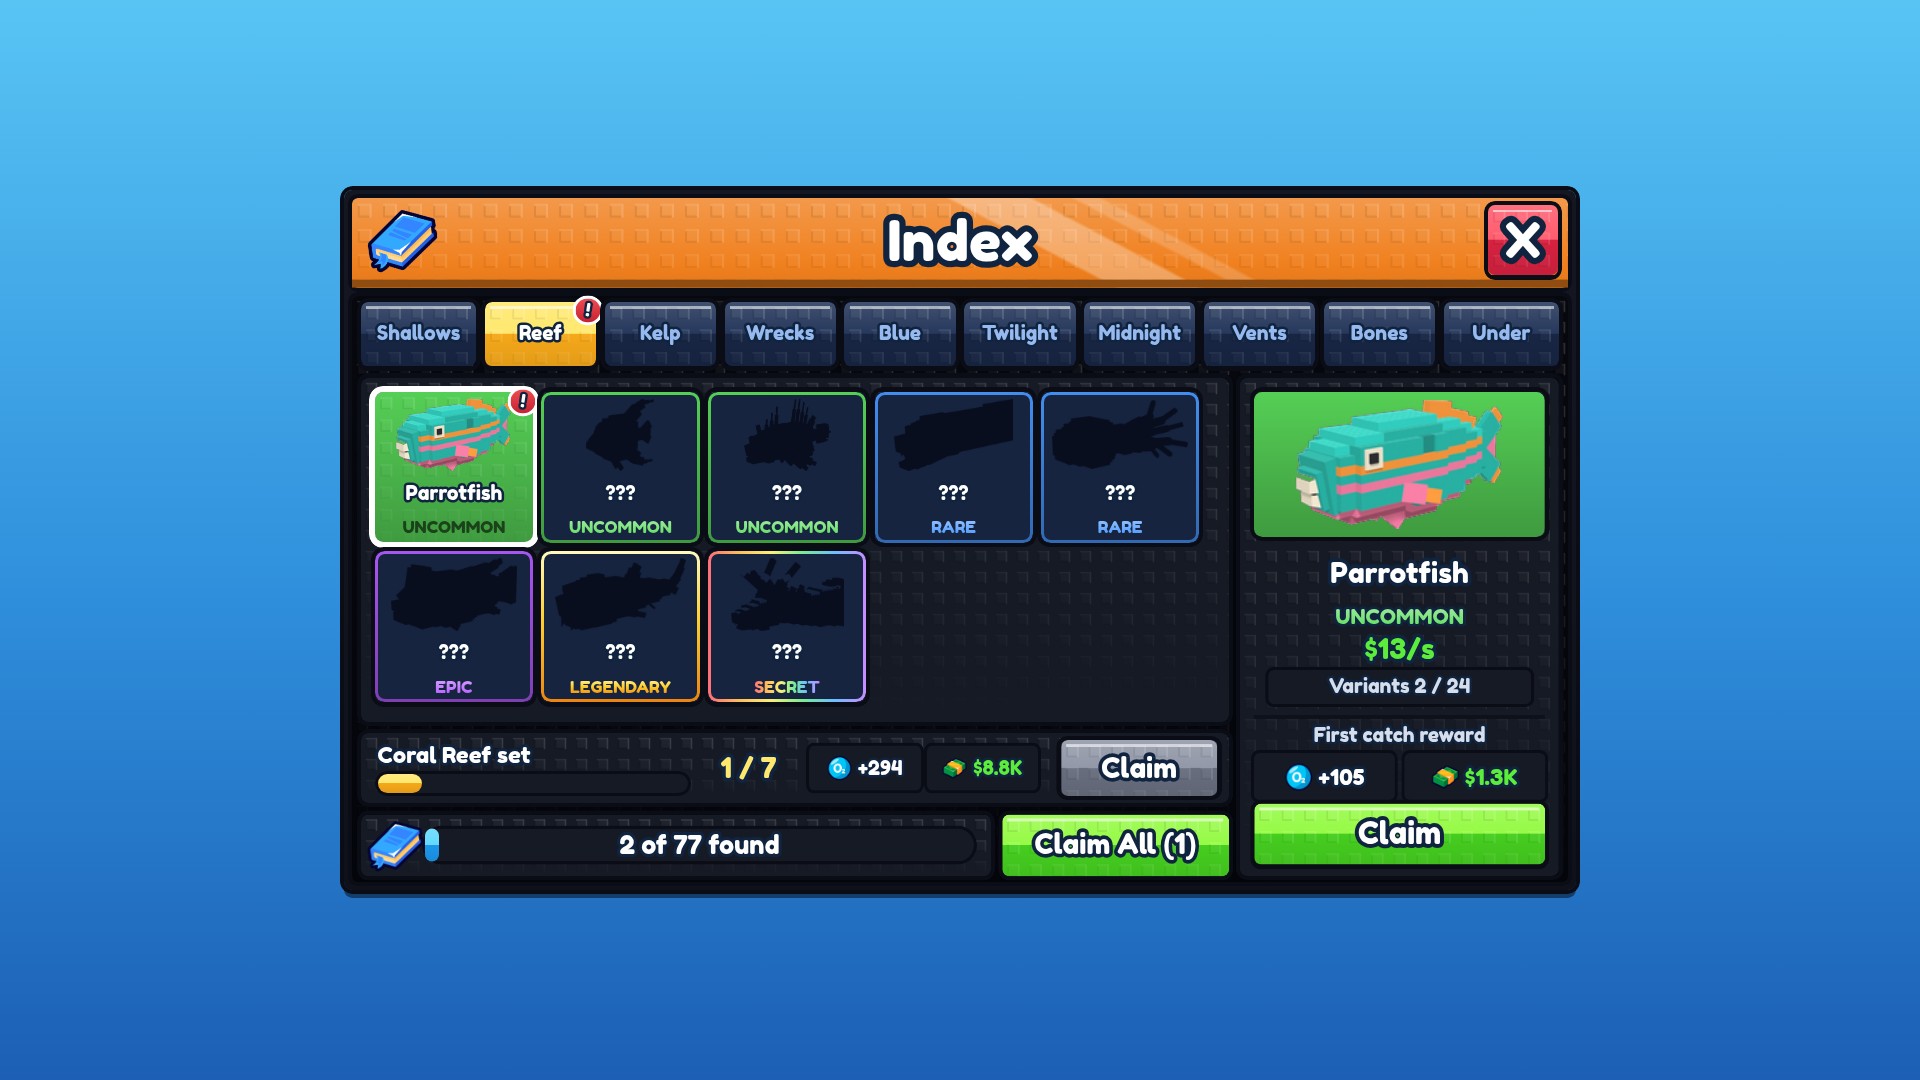 Index
Shallows
Reef
!
Kelp
Wrecks
Blue
Twilight
Midnight
Vents
Bones
Under
!
Parrotfish
UNCOMMON
???
UNCOMMON
???
UNCOMMON
???
RARE
???
RARE
???
EPIC
???
LEGENDARY
???
SECRET
Coral Reef set
1 / 7
O₂ +294
$8.8K
Claim
2 of 77 found
Claim All (1)
Parrotfish
UNCOMMON
$13/s
Variants 2 / 24
First catch reward
O₂ +105
$1.3K
Claim